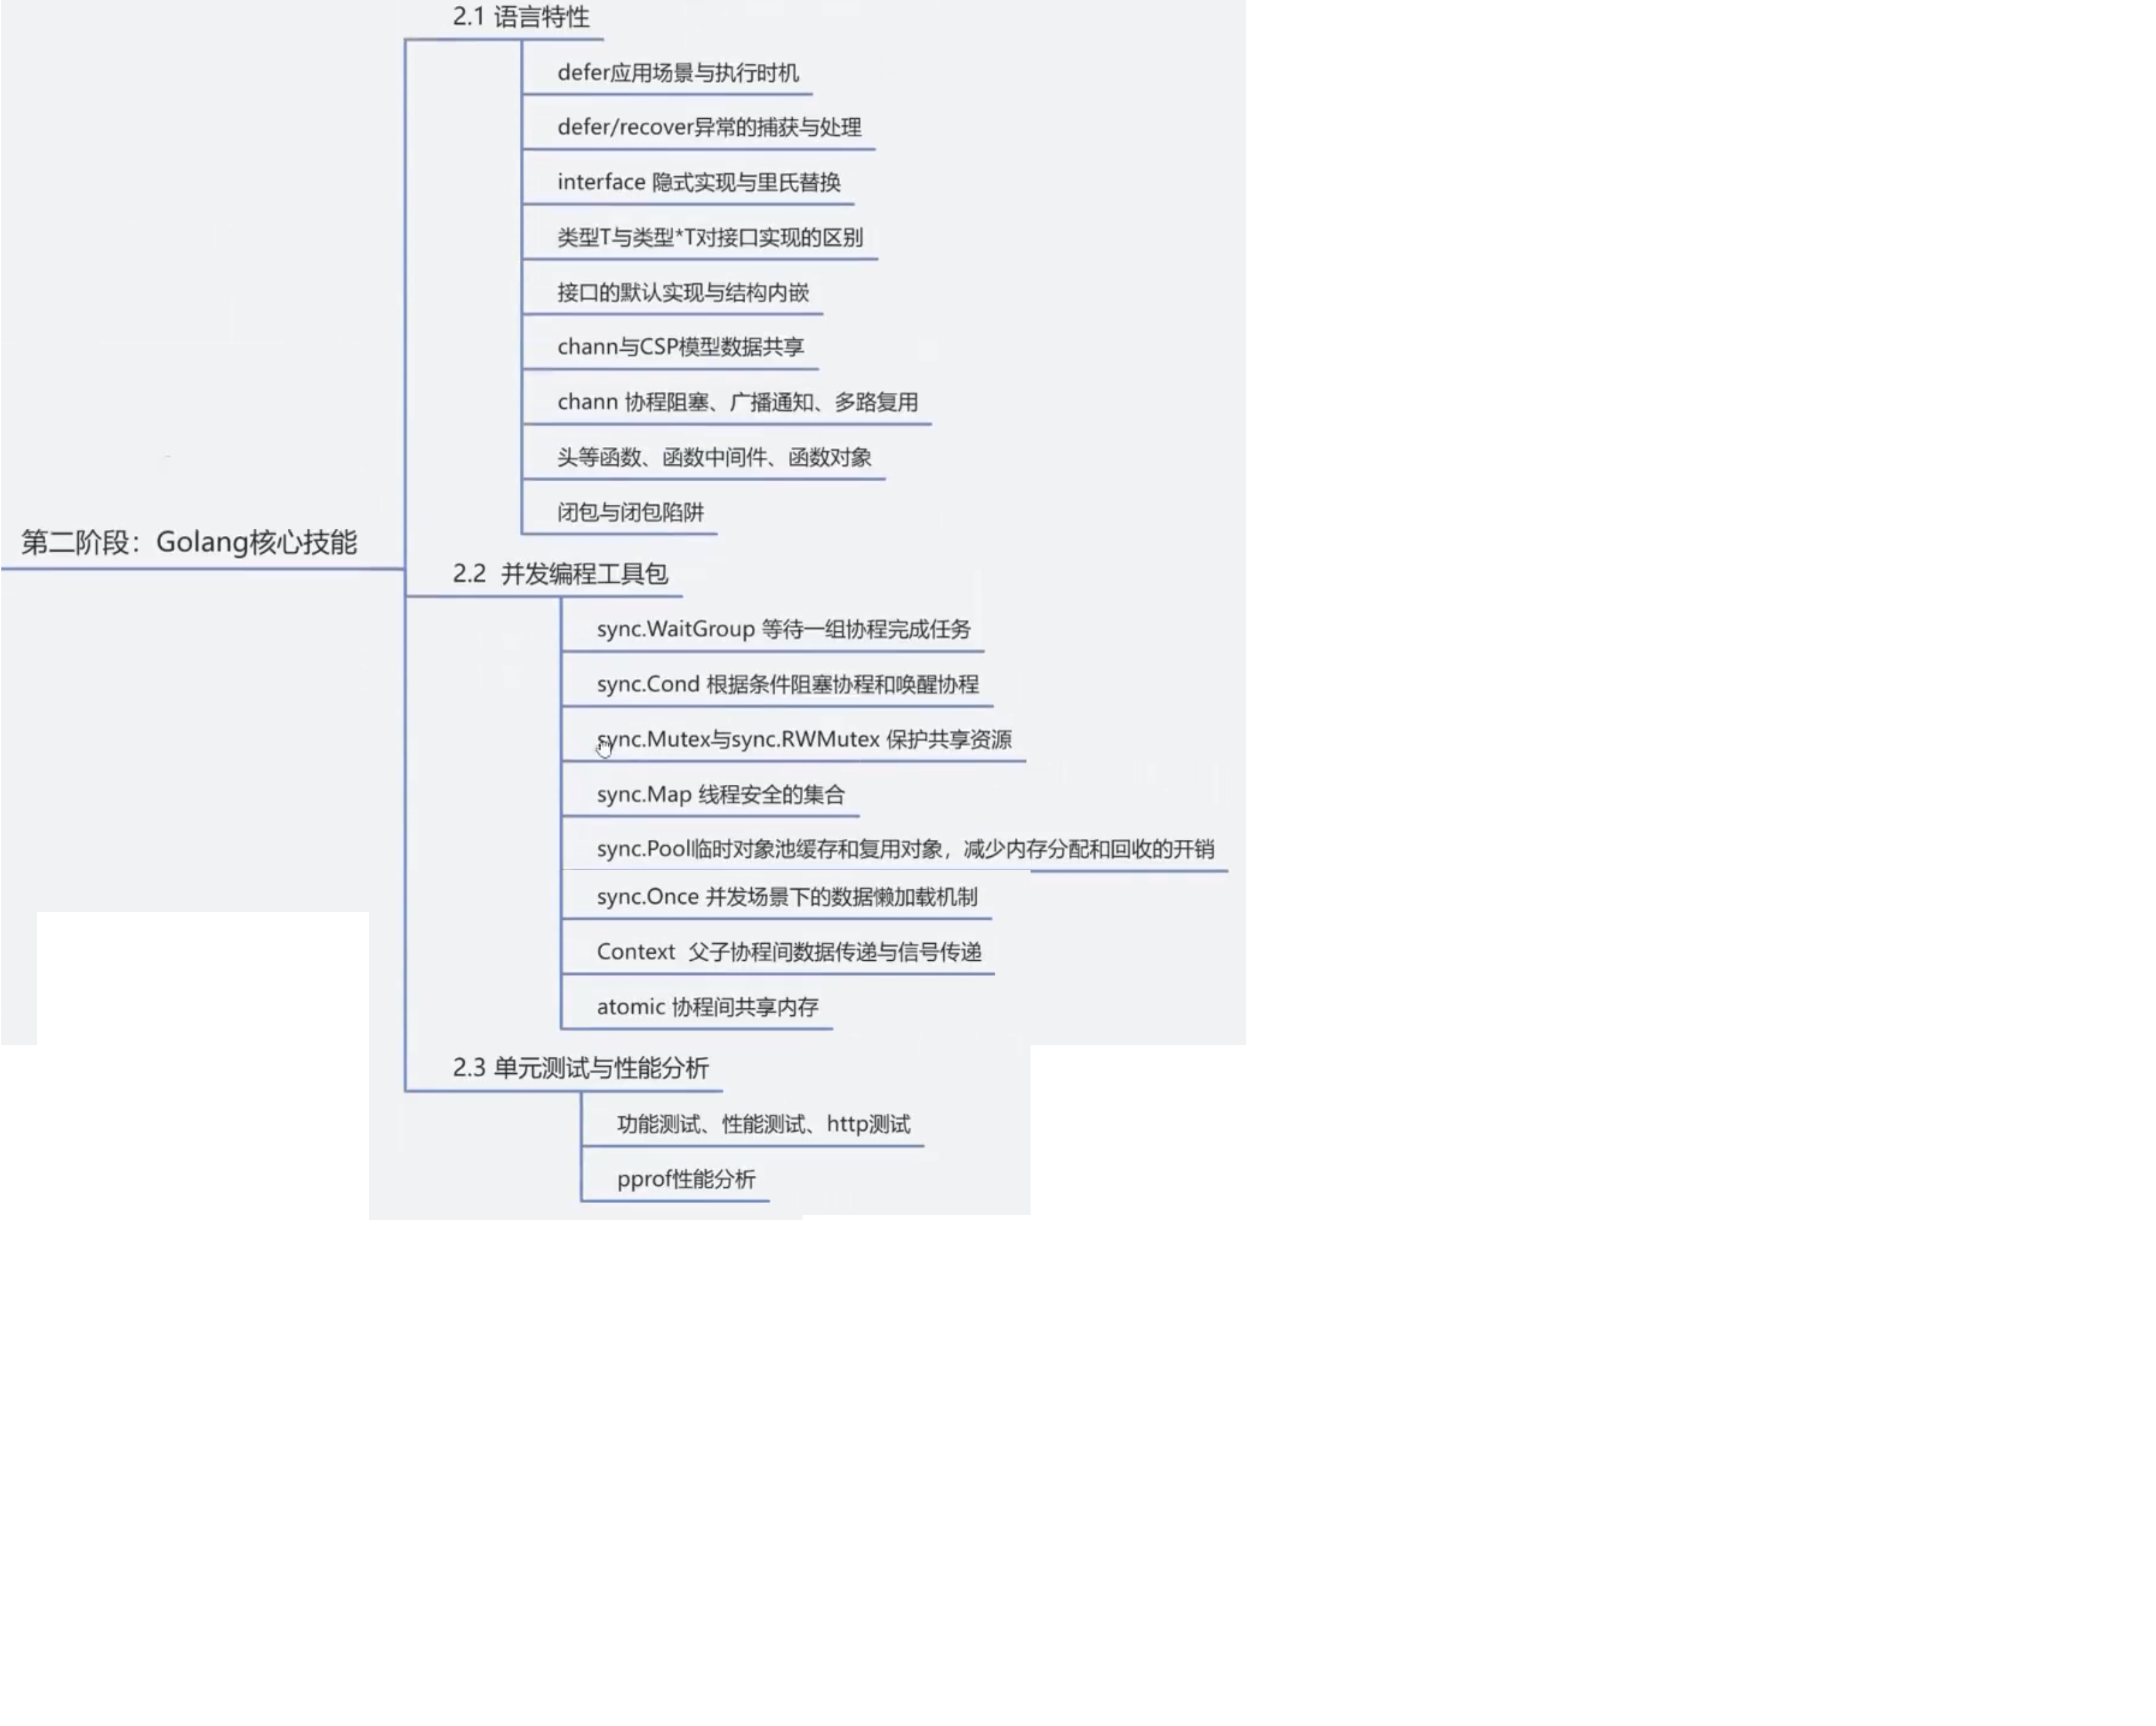 2.1 语言特性
defer应用场景与执行时机
defer/recover异常的捕获与处理
interface 隐式实现与里氏替换
类型T与类型*T对接口实现的区别
接口的默认实现与结构内嵌
chann与CSP模型数据共享
chann 协程阻塞、广播通知、多路复用
头等函数、函数中间件、函数对象
闭包与闭包陷阱
第二阶段：Golang核心技能
2.2 并发编程工具包
sync.WaitGroup 等待一组协程完成任务
sync.Cond 根据条件阻塞协程和唤醒协程
sync.Mutex与sync.RWMutex 保护共享资源
sync.Map 线程安全的集合
sync.Pool临时对象池缓存和复用对象，减少内存分配和回收的开销
sync.Once 并发场景下的数据懒加载机制
Context 父子协程间数据传递与信号传递
atomic 协程间共享内存
2.3 单元测试与性能分析
功能测试、性能测试、http测试
pprof性能分析